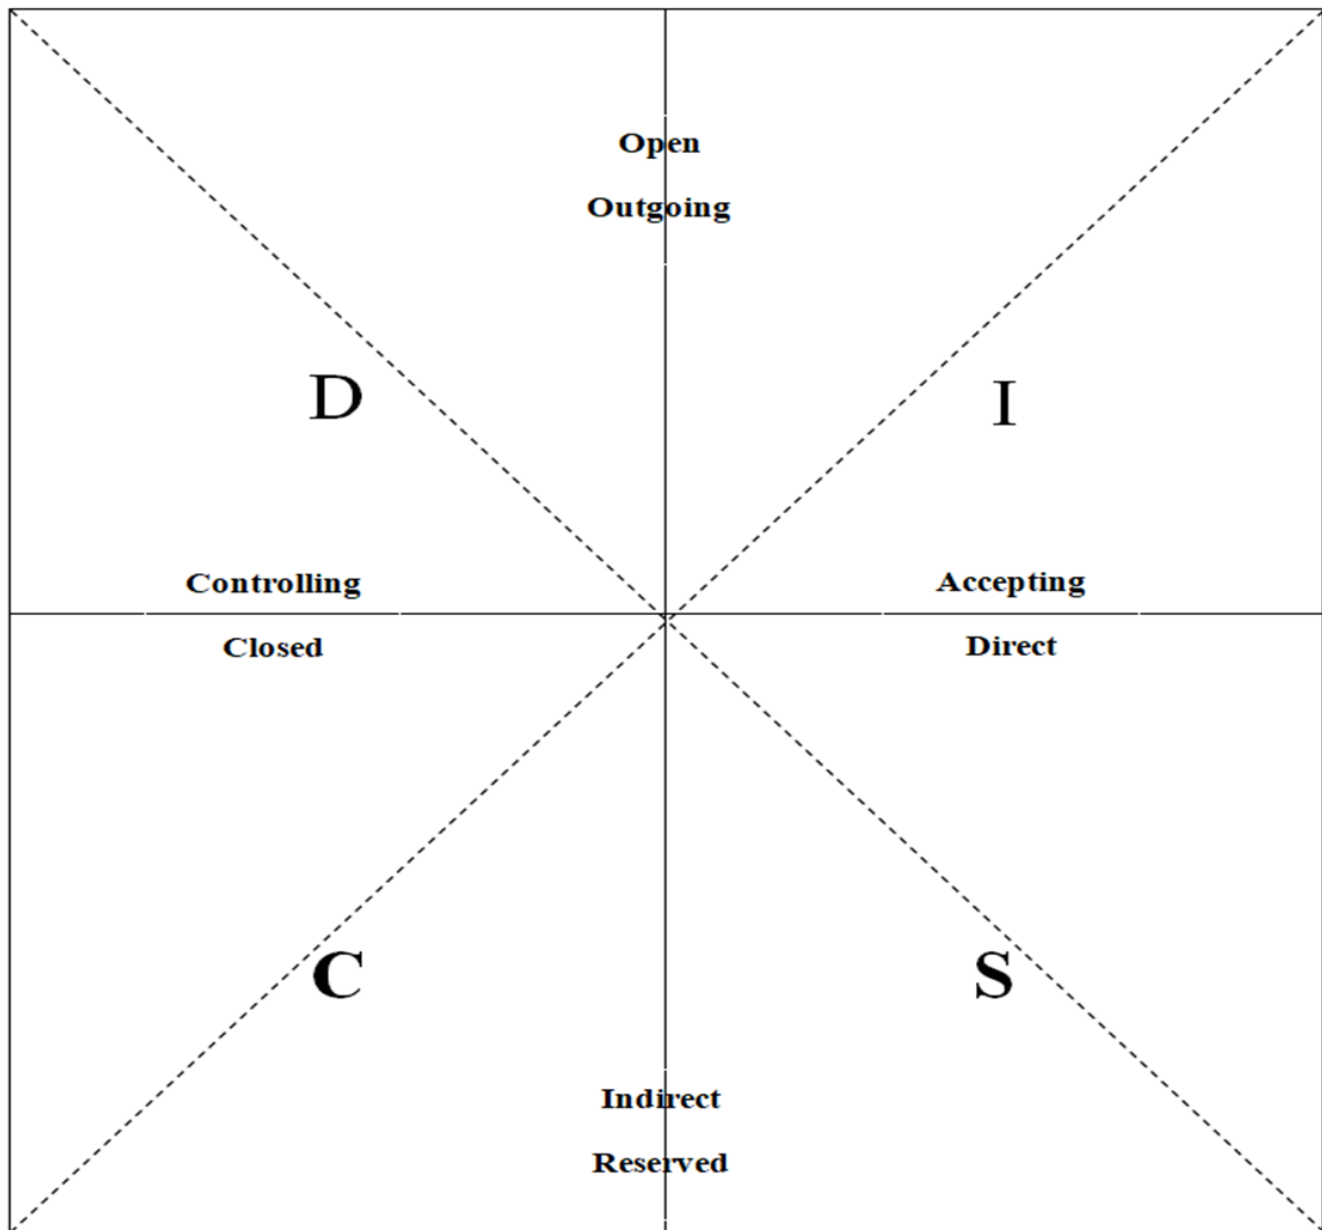 Open
Outgoing
D
I
Controlling
Accepting
Closed
Direct
C
S
Indirect
Reserved